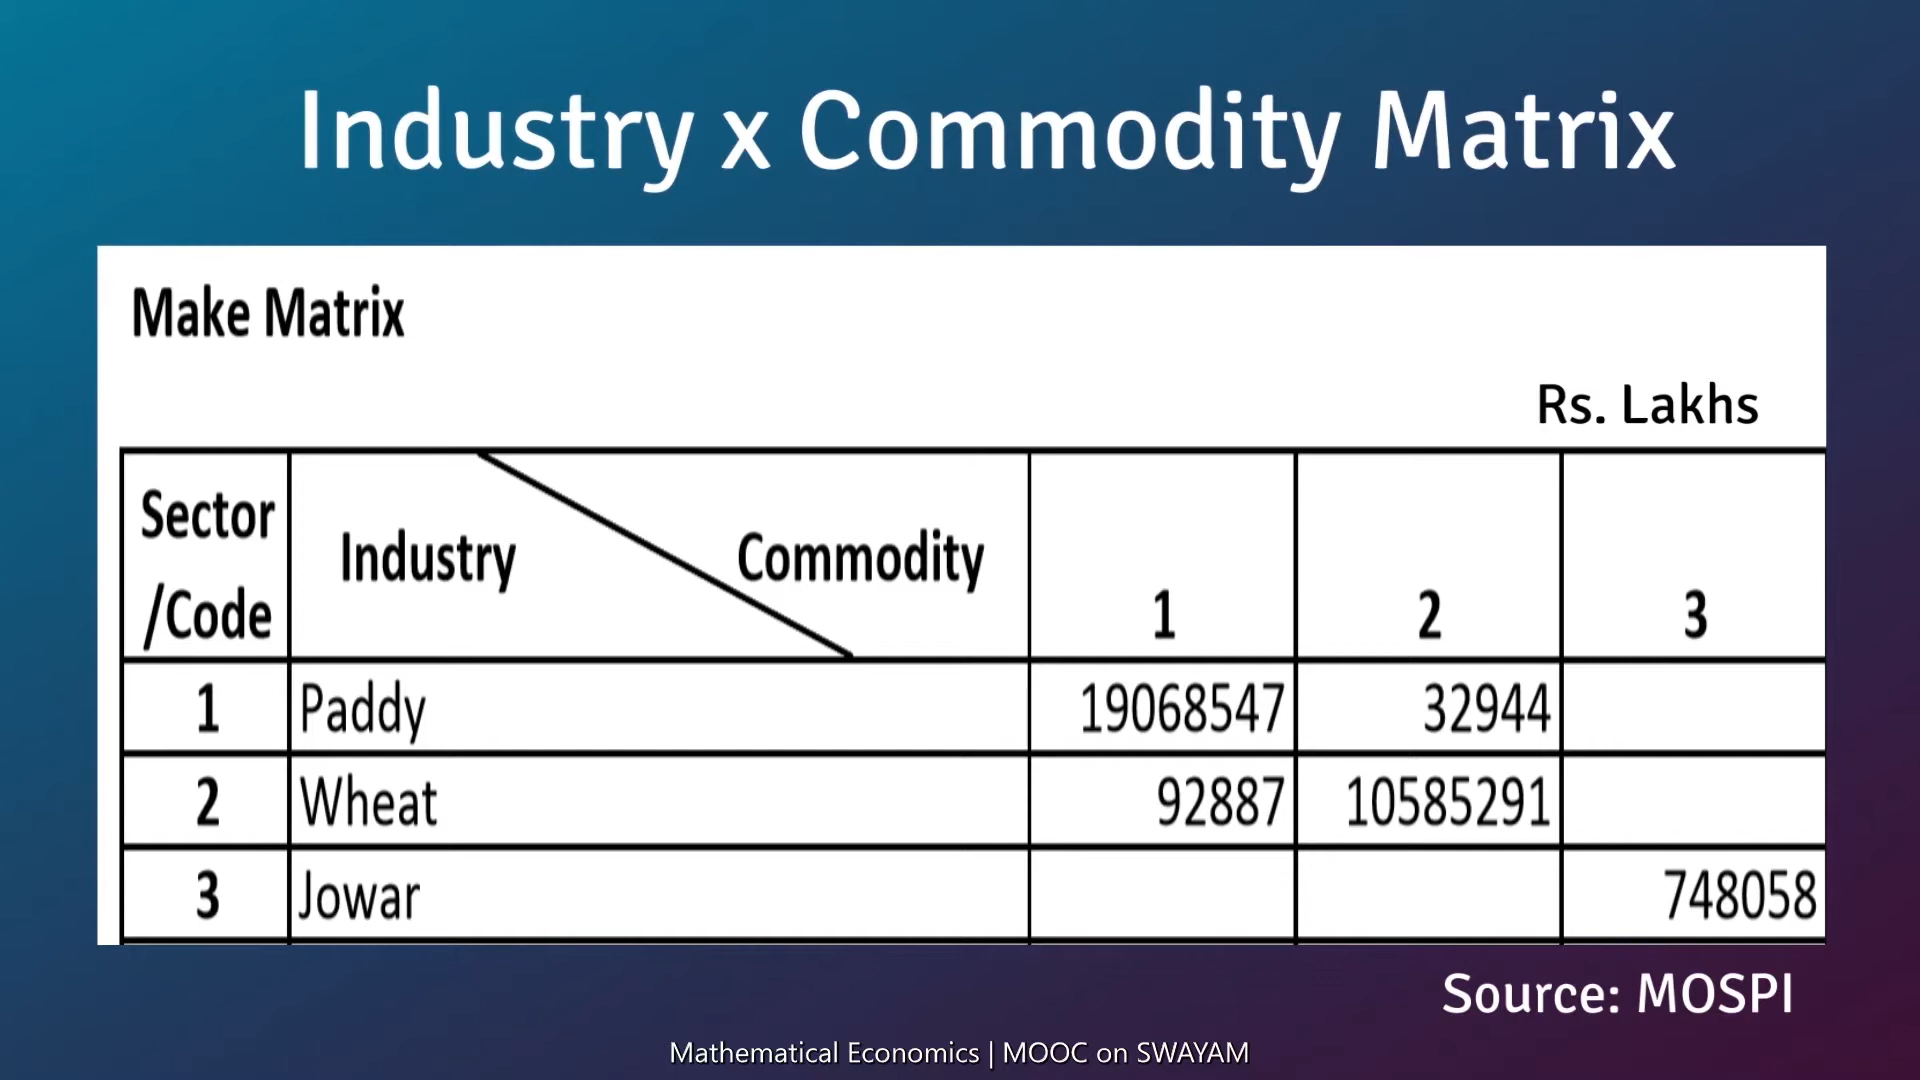 Industry x Commodity Matrix
Make Matrix
Rs. Lakhs
Sector /Code Industry Commodity 1 2 3
1 Paddy 19068547 32944
2 Wheat 92887 10585291
3 Jowar 748058
Source: MOSPI
Mathematical Economics | MOOC on SWAYAM